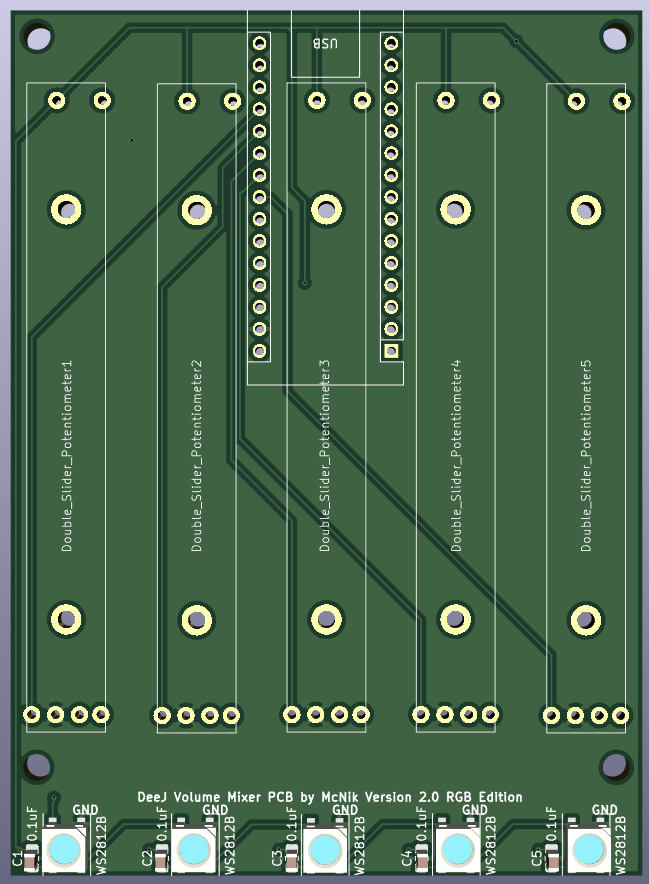 USB
Double_Slider_Potentiometer1
Double_Slider_Potentiometer2
Double_Slider_Potentiometer3
Double_Slider_Potentiometer4
Double_Slider_Potentiometer5
DeeJ Volume Mixer PCB by McNik Version 2.0 RGB Edition
C1
0.1uF
GND
WS2812B
C2
0.1uF
GND
WS2812B
C3
0.1uF
GND
WS2812B
C4
0.1uF
GND
WS2812B
C5
0.1uF
GND
WS2812B